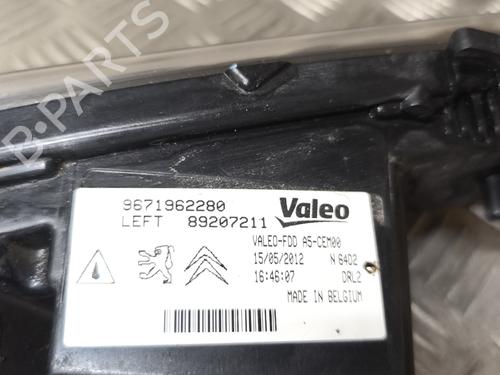 B-PARTS
9671962280
LEFT 89207211
Valeo
VALEO-FDD A5-CEM00
15/05/2012 N 64D2
16:46:07 DRL2
MADE IN BELGIUM